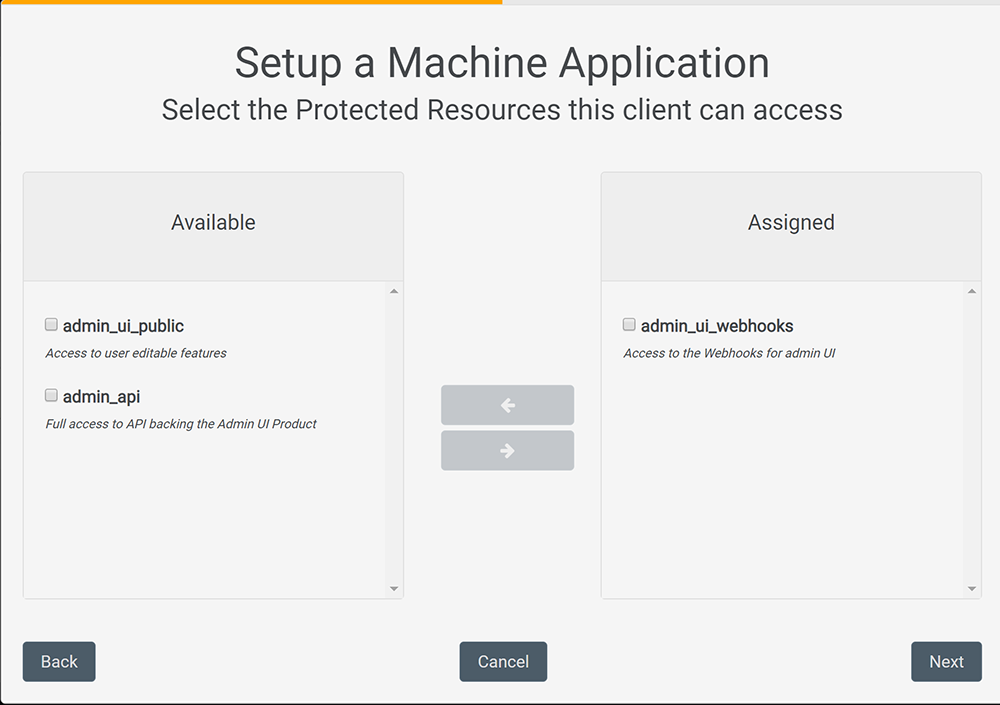 Setup a Machine Application
Select the Protected Resources this client can access
Available
admin_ui_public
Access to user editable features
admin_api
Full access to API backing the Admin UI Product
Assigned
admin_ui_webhooks
Access to the Webhooks for admin UI
Back
Cancel
Next